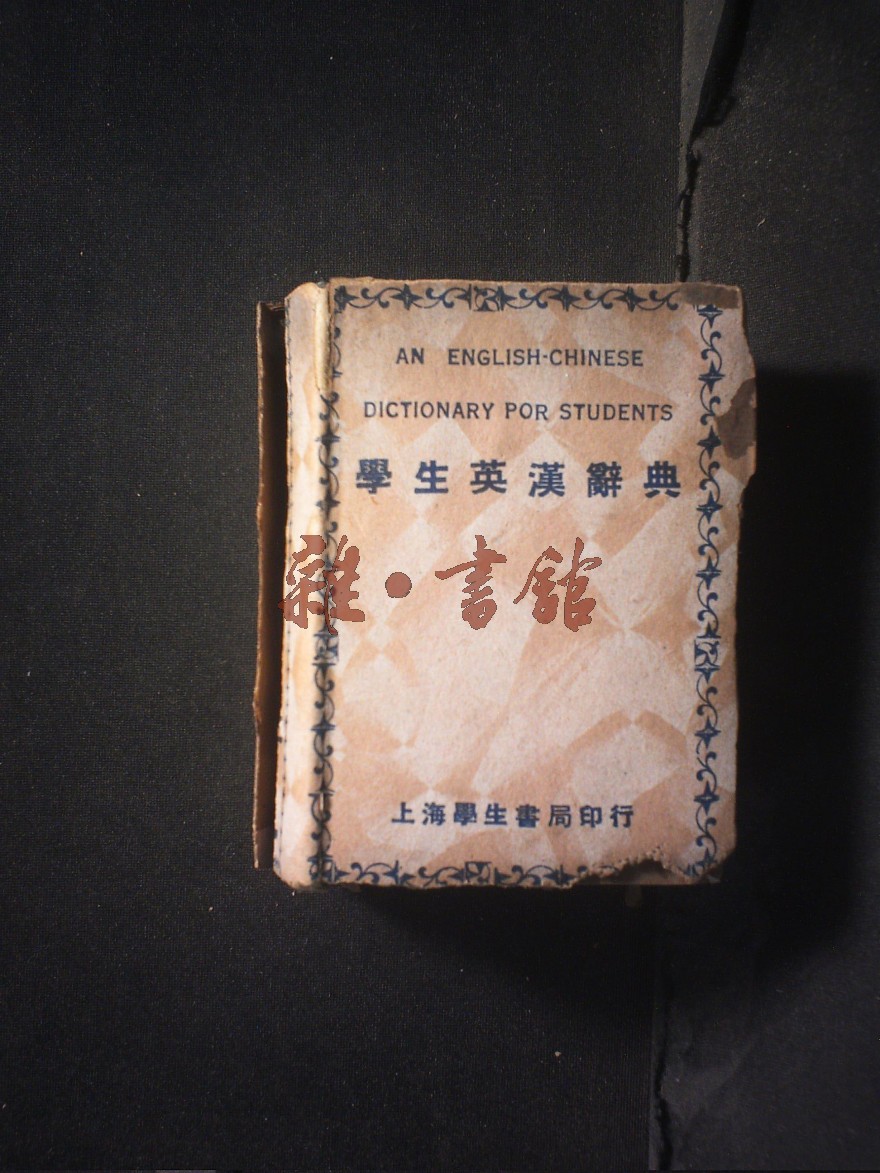 AN ENGLISH-CHINESE
DICTIONARY POR STUDENTS
學生英漢辭典
雜·書館
上海學生書局印行